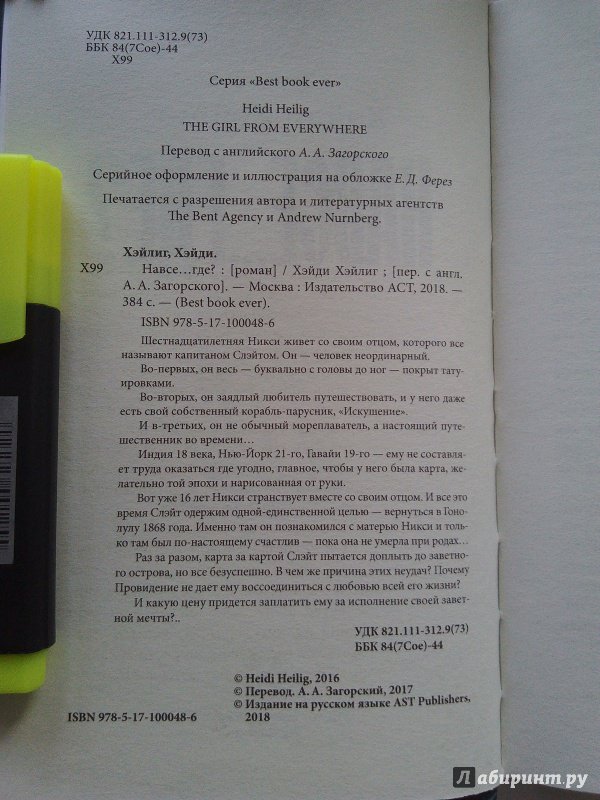 УДК 821.111-312.9(73)
ББК 84(7Сое)-44
Х99
Серия «Best book ever»
Heidi Heilig
THE GIRL FROM EVERYWHERE
Перевод с английского А. А. Загорского
Серийное оформление и иллюстрация на обложке Е. Д. Ферез
Печатается с разрешения автора и литературных агентств
The Bent Agency и Andrew Nurnberg.
Хэйлиг, Хэйди.
Х99 Навсе…где? : [роман] / Хэйди Хэйлиг ; [пер. с англ.
А. А. Загорского]. — Москва : Издательство АСТ, 2018. —
384 с. — (Best book ever).
ISBN 978-5-17-100048-6
Шестнадцатилетняя Никси живет со своим отцом, которого все
называют капитаном Слэйтом. Он — человек неординарный.
Во-первых, он весь — буквально с головы до ног — покрыт тату-
ировками.
Во-вторых, он заядлый любитель путешествовать, и у него даже
есть свой собственный корабль-парусник, «Искушение».
И в-третьих, он не обычный мореплаватель, а настоящий путе-
шественник во времени…
Индия 18 века, Нью-Йорк 21-го, Гавайи 19-го — ему не составля-
ет труда оказаться где угодно, главное, чтобы у него была карта, же-
лательно той эпохи и нарисованная от руки.
Вот уже 16 лет Никси странствует вместе со своим отцом. И все это
время Слэйт одержим одной-единственной целью — вернуться в Гоно-
лулу 1868 года. Именно там он познакомился с матерью Никси и толь-
ко там был по-настоящему счастлив — пока она не умерла при родах…
Раз за разом, карта за картой Слэйт пытается доплыть до заветно-
го острова, но все безуспешно. В чем же причина этих неудач? Почему
Провидение не дает ему воссоединиться с любовью всей его жизни?
И какую цену придется заплатить ему за исполнение своей завет-
ной мечты?..
УДК 821.111-312.9(73)
ББК 84(7Сое)-44
© Heidi Heilig, 2016
© Перевод. А. А. Загорский, 2017
© Издание на русском языке AST Publishers,
ISBN 978-5-17-100048-6 2018
лабиринт.ру